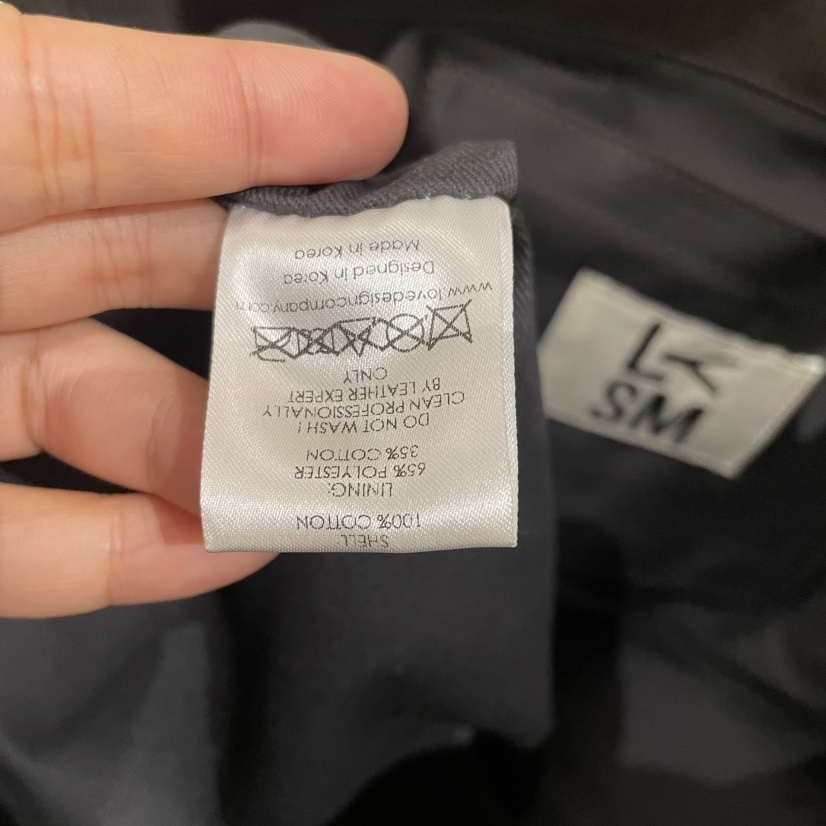 SHELL
100% COTTON
LINING:
65% POLYESTER
35% COTTON
DO NOT WASH !
CLEAN PROFESSIONALLY
BY LEATHER EXPERT
ONLY
www.lovedesigncompany.com
Designed in Korea
Made in Korea
SM